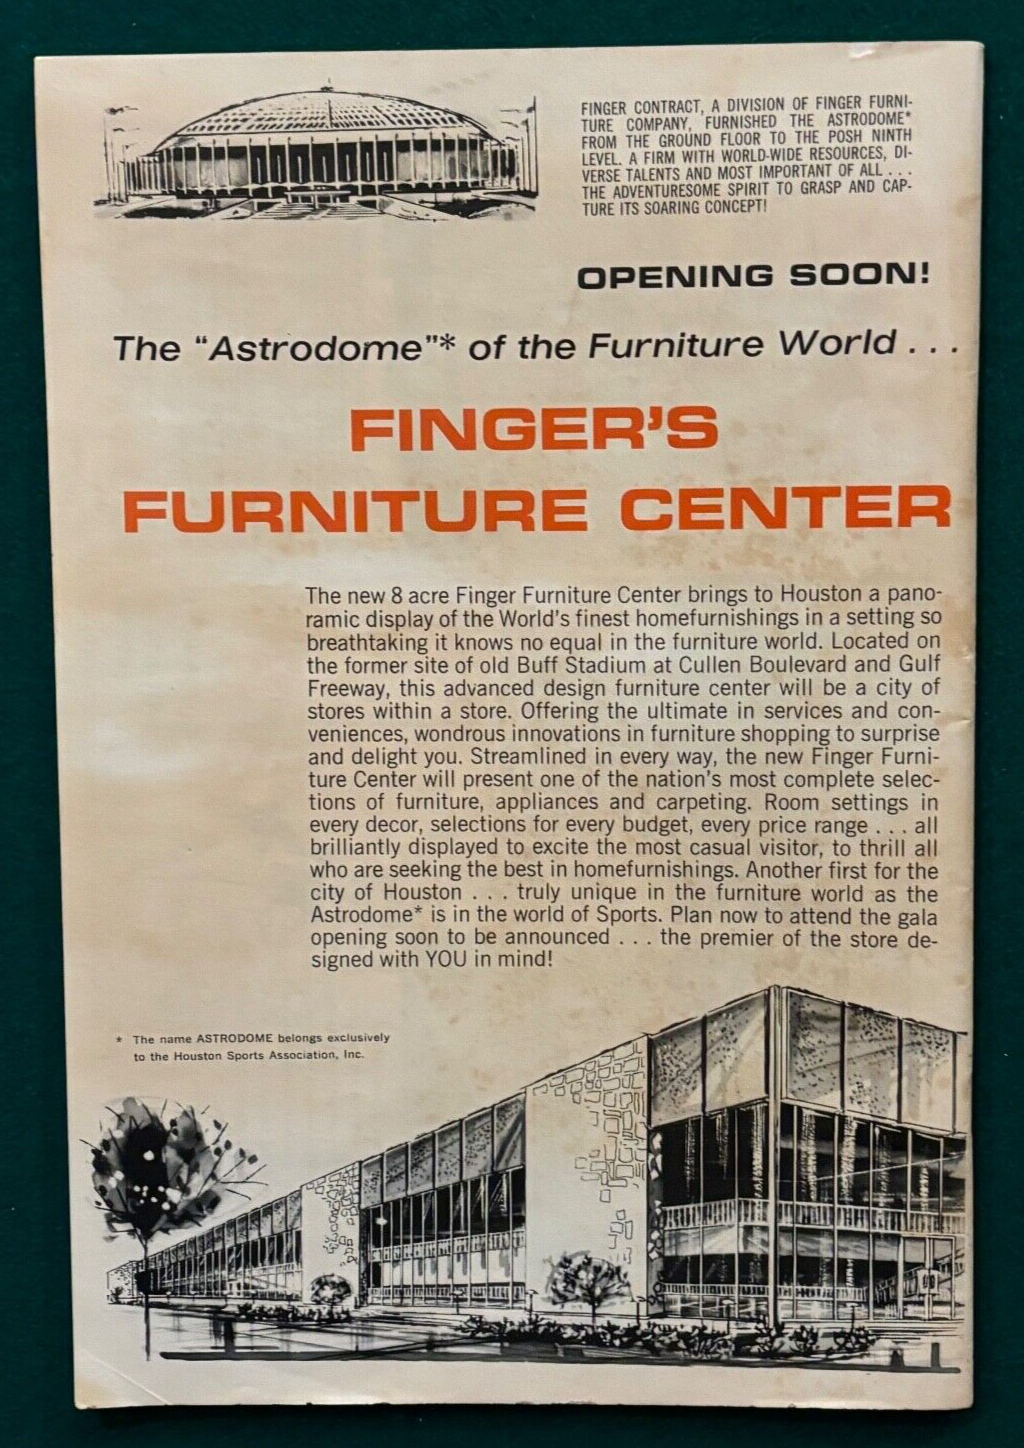 FINGER CONTRACT, A DIVISION OF FINGER FURNI-
TURE COMPANY, FURNISHED THE ASTRODOME*
FROM THE GROUND FLOOR TO THE POSH NINTH
LEVEL. A FIRM WITH WORLD-WIDE RESOURCES, DI-
VERSE TALENTS AND MOST IMPORTANT OF ALL . . .
THE ADVENTURESOME SPIRIT TO GRASP AND CAP-
TURE ITS SOARING CONCEPT!
OPENING SOON!
The "Astrodome"* of the Furniture World . . .
FINGER'S
FURNITURE CENTER
The new 8 acre Finger Furniture Center brings to Houston a pano-
ramic display of the World's finest homefurnishings in a setting so
breathtaking it knows no equal in the furniture world. Located on
the former site of old Buff Stadium at Cullen Boulevard and Gulf
Freeway, this advanced design furniture center will be a city of
stores within a store. Offering the ultimate in services and con-
veniences, wondrous innovations in furniture shopping to surprise
and delight you. Streamlined in every way, the new Finger Furni-
ture Center will present one of the nation's most complete selec-
tions of furniture, appliances and carpeting. Room settings in
every decor, selections for every budget, every price range . . . all
brilliantly displayed to excite the most casual visitor, to thrill all
who are seeking the best in homefurnishings. Another first for the
city of Houston . . . truly unique in the furniture world as the
Astrodome* is in the world of Sports. Plan now to attend the gala
opening soon to be announced . . . the premier of the store de-
signed with YOU in mind!
* The name ASTRODOME belongs exclusively
to the Houston Sports Association, Inc.